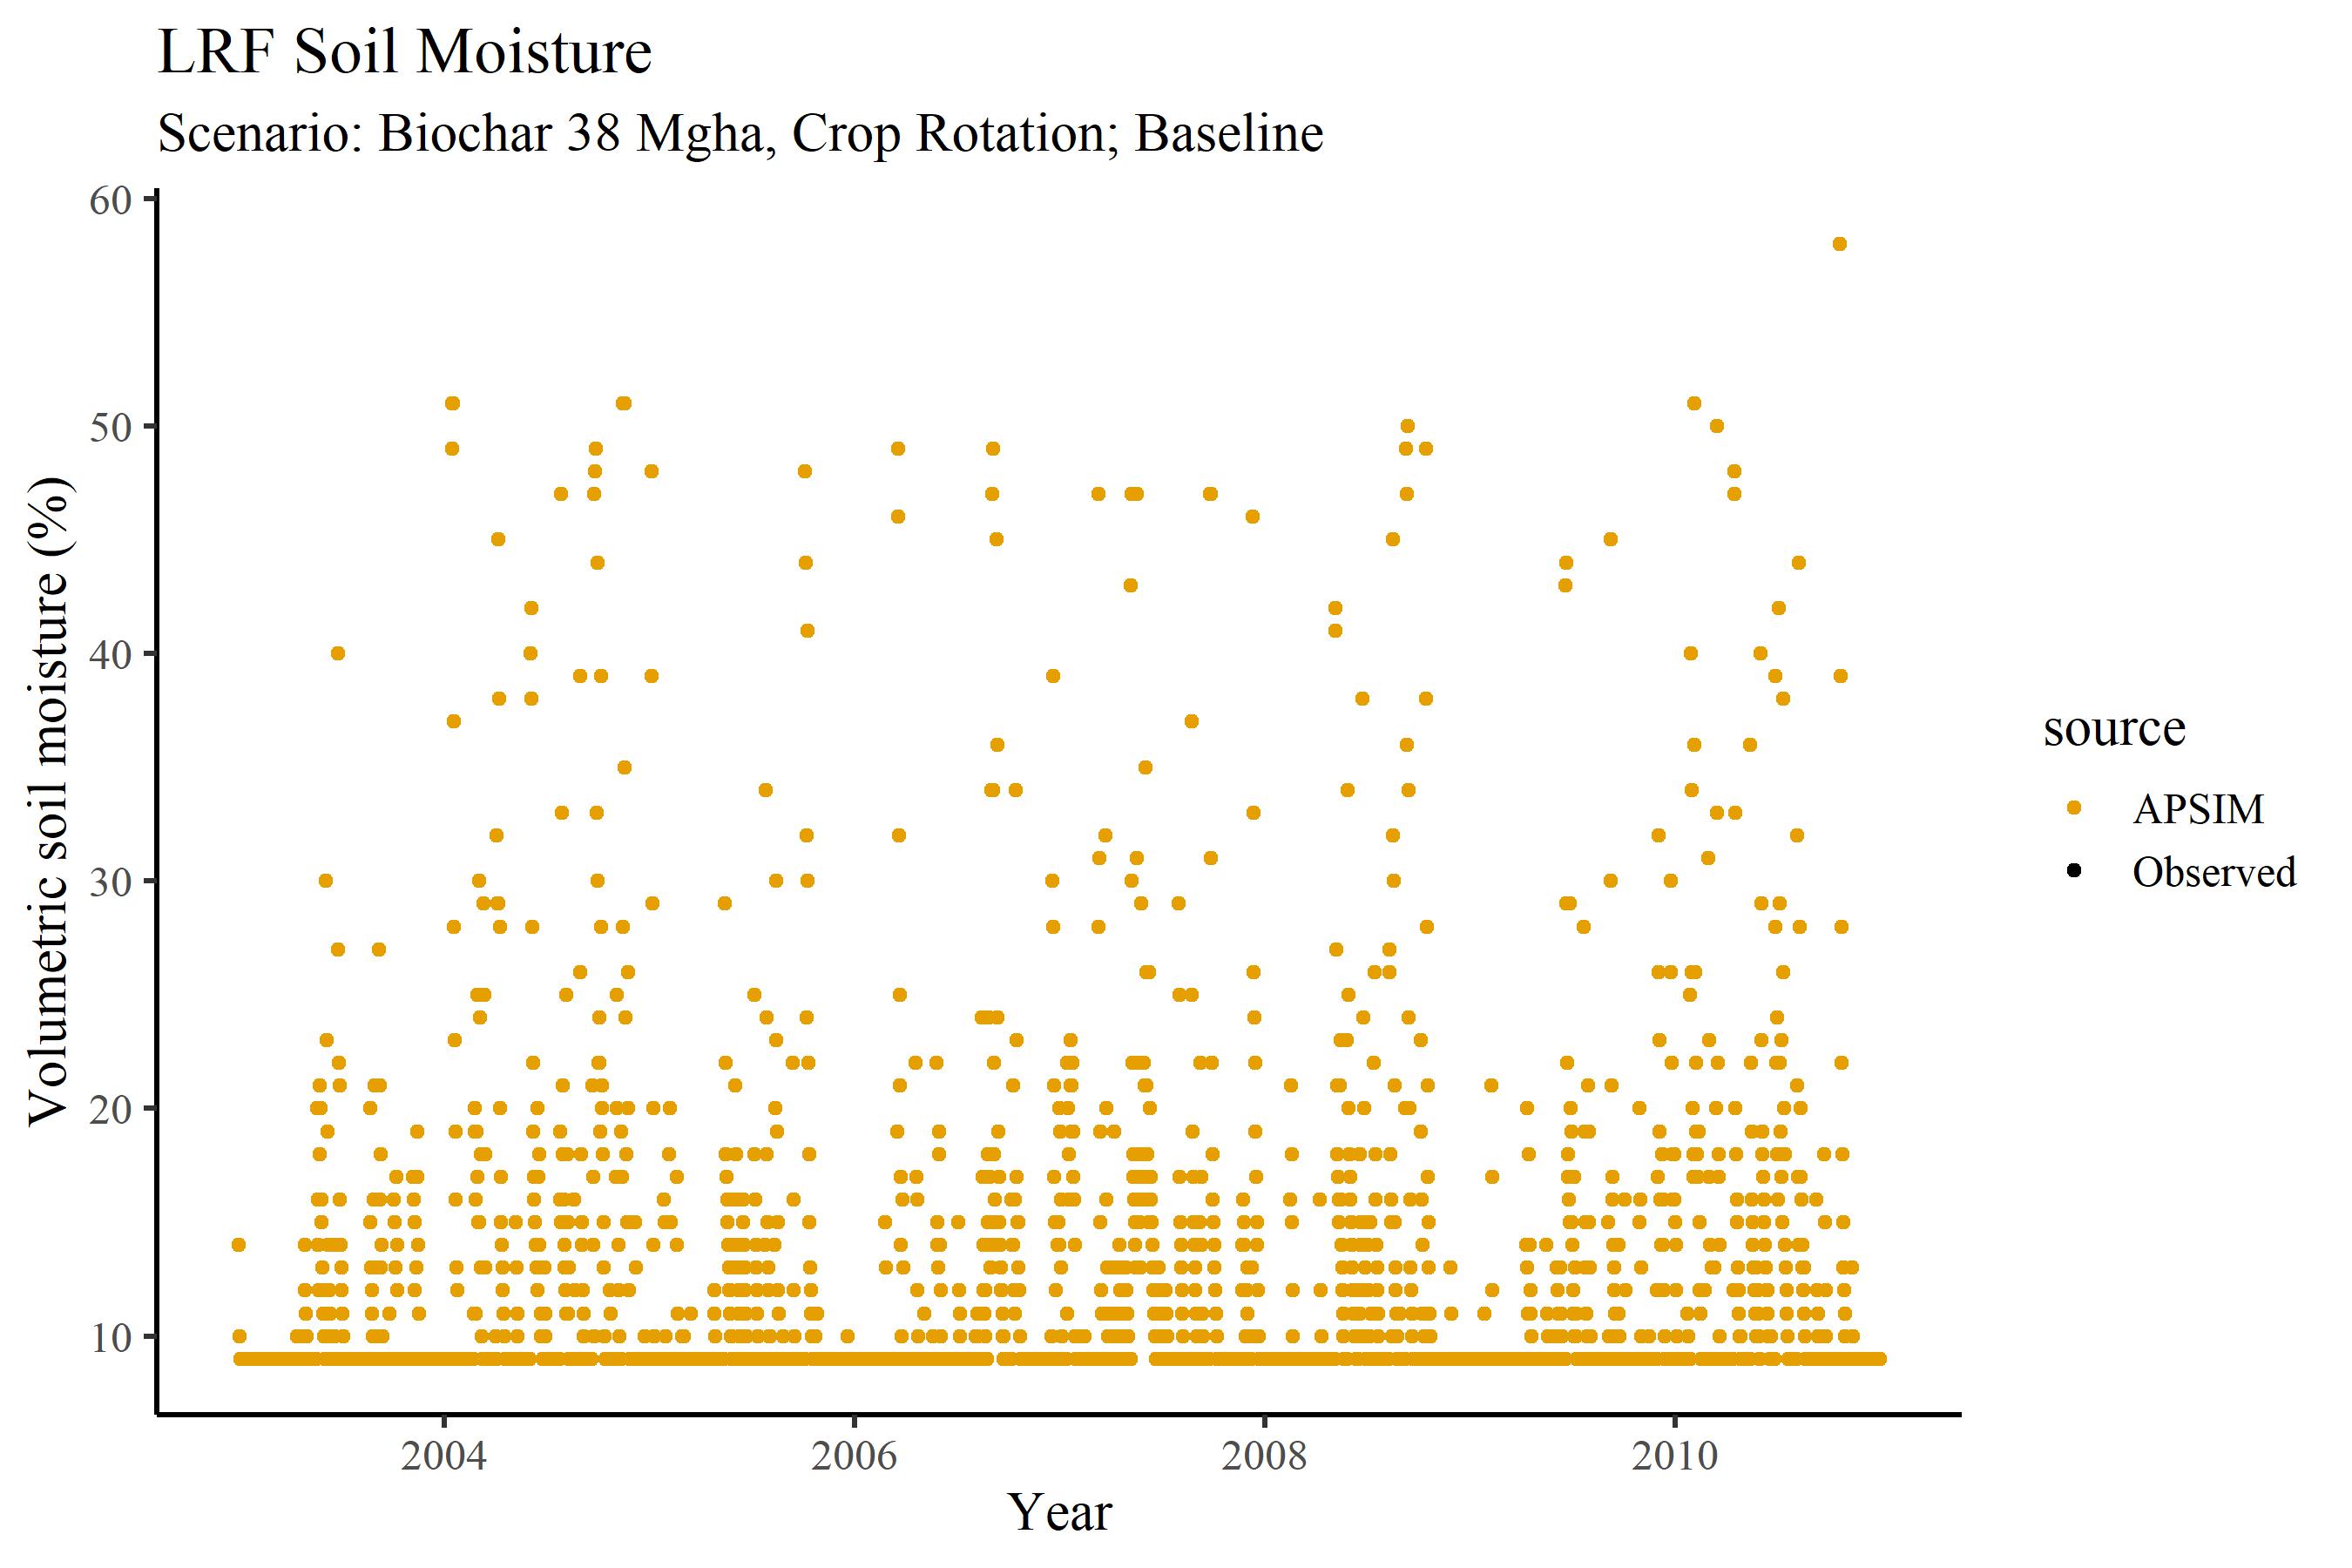 LRF Soil Moisture
Scenario: Biochar 38 Mgha, Crop Rotation; Baseline
Volumetric soil moisture (%)
60
50
40
30
20
10
2004 2006 2008 2010
Year
source
APSIM
Observed